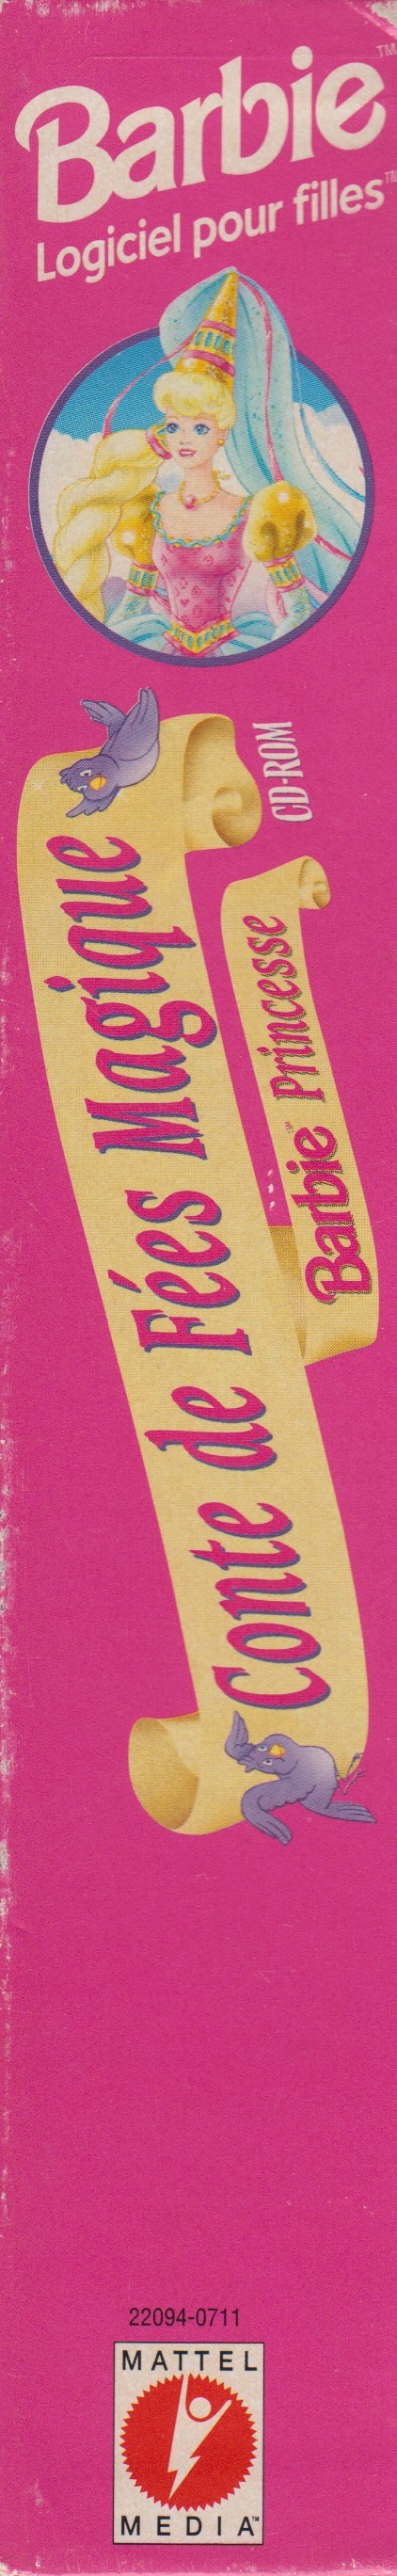 Barbie™
Logiciel pour filles™
CD-ROM
Conte de Fées Magique
Barbie™ Princesse
22094-0711
MATTEL
MEDIA™